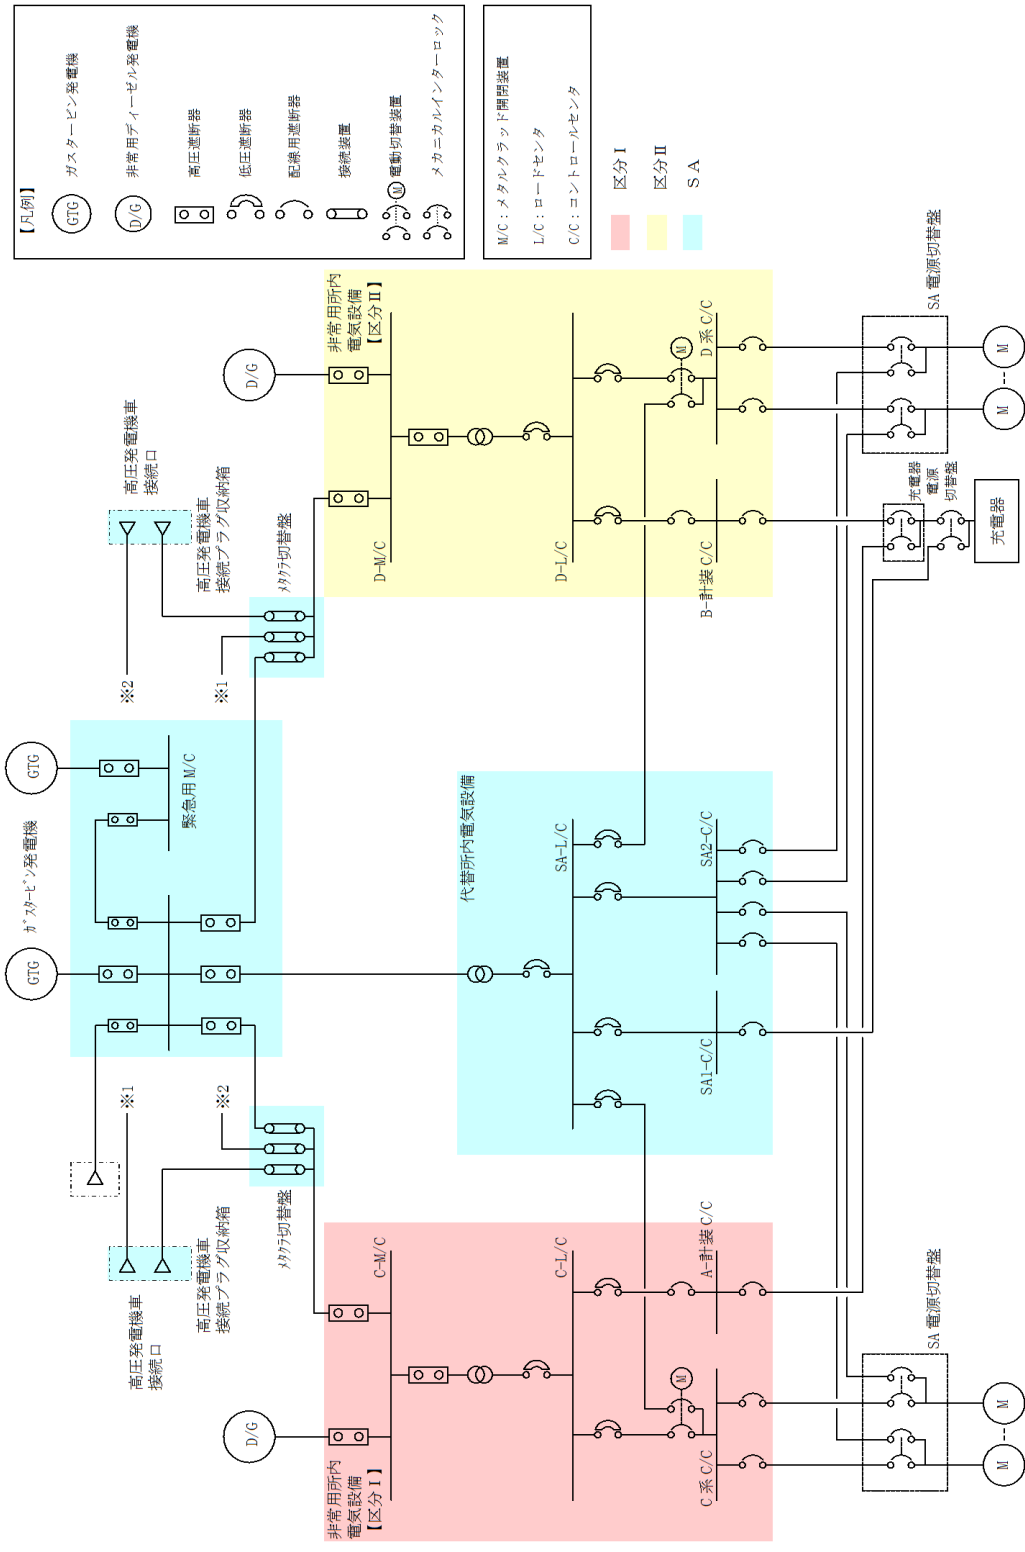 【凡例】
GTG
ガスタービン発電機
D/G
非常用ディーゼル発電機
高圧遮断器
低圧遮断器
配線用遮断器
接続装置
M
電動切替装置
メカニカルインターロック
M/C：メタルクラッド開閉装置
L/C：ロードセンタ
C/C：コントロールセンタ
区分Ⅰ
区分Ⅱ
ＳＡ
GTG
ガスタービン発電機
GTG
緊急用 M/C
高圧発電機車
接続口
高圧発電機車
接続プラグ収納箱
※1
※2
ﾒﾀｸﾗ切替盤
高圧発電機車
接続口
高圧発電機車
接続プラグ収納箱
※2
※1
ﾒﾀｸﾗ切替盤
D/G
非常用所内
電気設備
【区分Ⅰ】
C-M/C
C-L/C
M
C 系 C/C
A-計装 C/C
代替所内電気設備
SA-L/C
SA1-C/C
SA2-C/C
D/G
非常用所内
電気設備
【区分Ⅱ】
D-M/C
D-L/C
M
B-計装 C/C
D 系 C/C
SA 電源切替盤
M
M
充電器
電源
切替盤
充電器
SA 電源切替盤
M
M